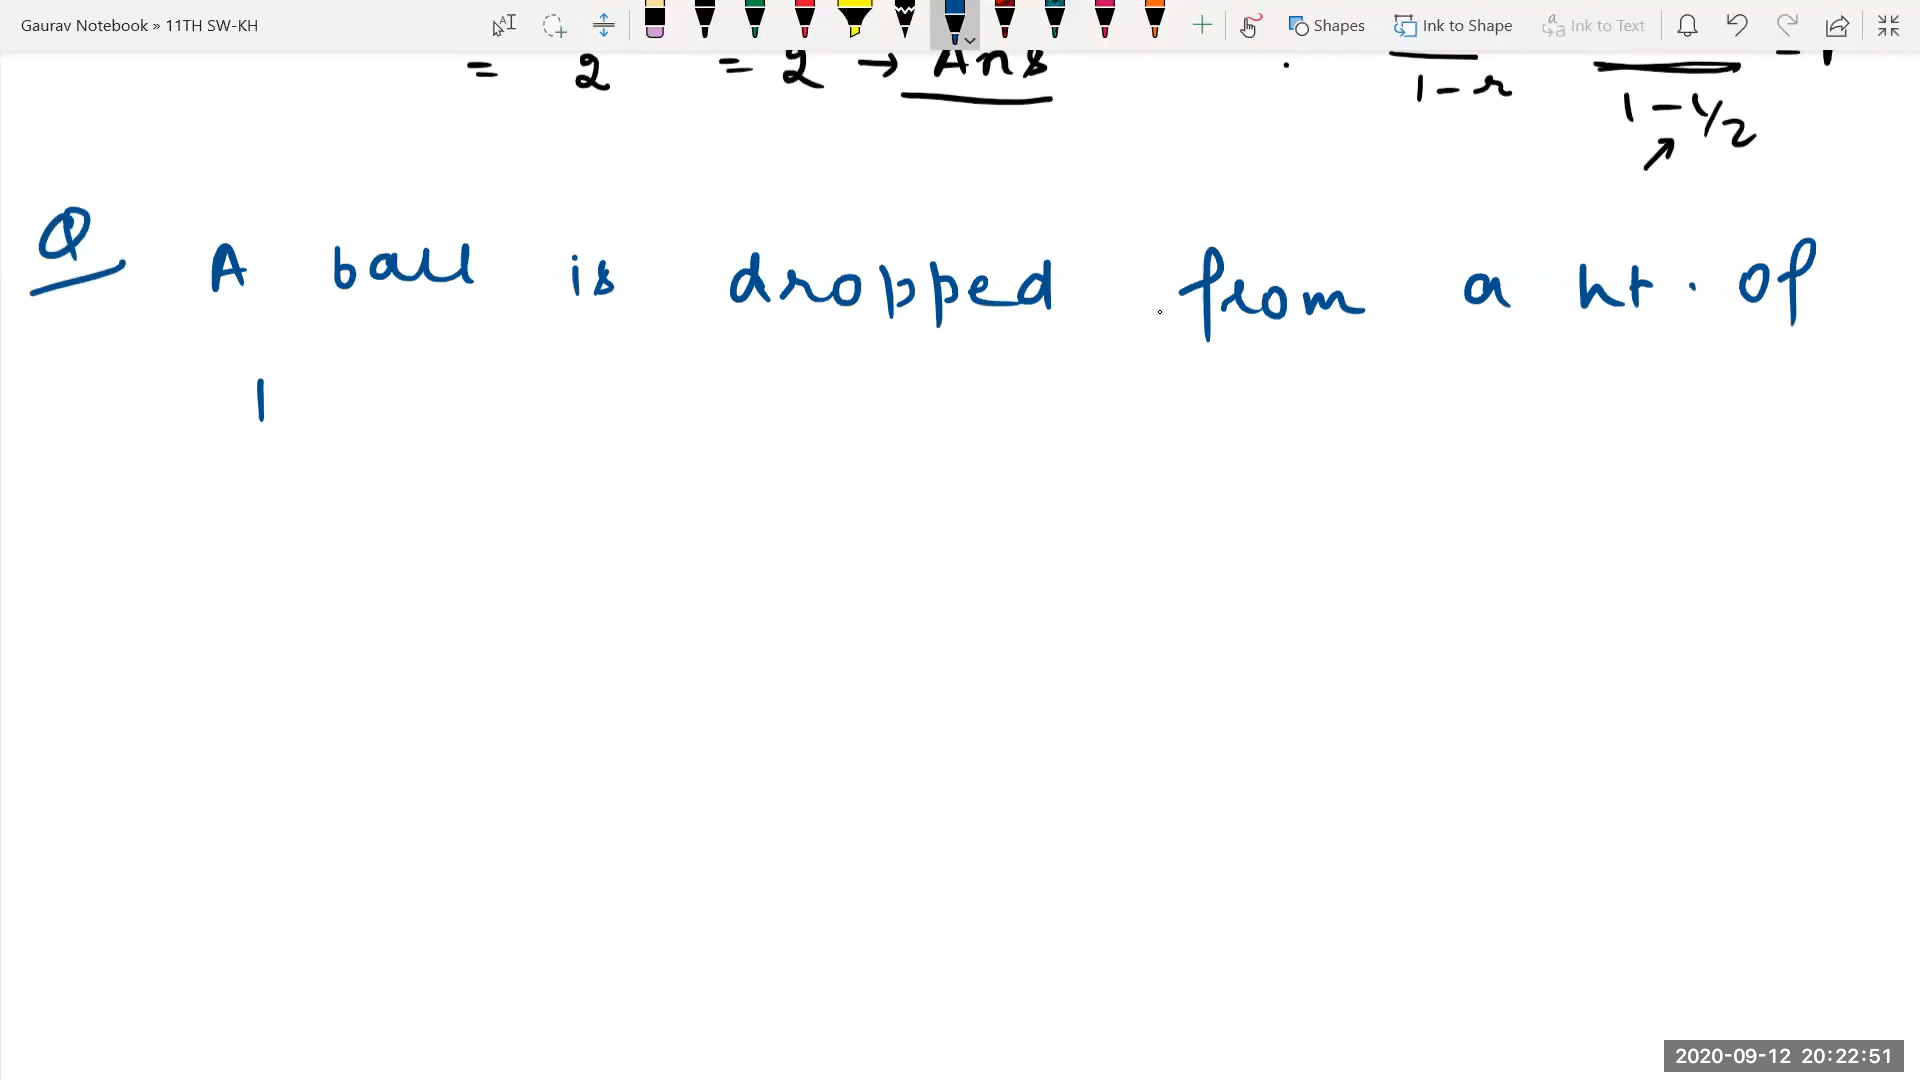 Gaurav Notebook » 11TH SW-KH
Shapes
Ink to Shape
Ink to Text
= 2 = 2 → Ans
1 - r
1 - 1/2
Q A ball is dropped from a ht. of
1
2020-09-12 20:22:51